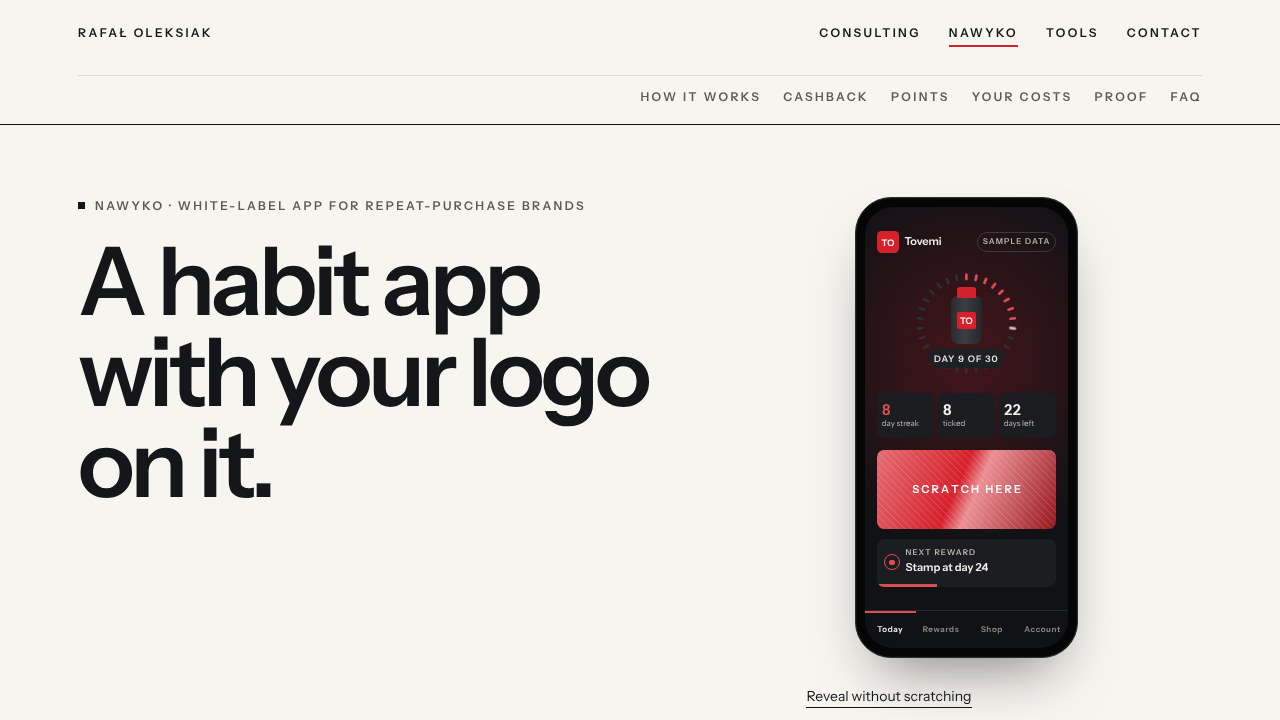 RAFAŁ OLEKSIAK
CONSULTING NAWYKO TOOLS CONTACT
HOW IT WORKS CASHBACK POINTS YOUR COSTS PROOF FAQ
NAWYKO · WHITE-LABEL APP FOR REPEAT-PURCHASE BRANDS
A habit app
with your logo
on it.
TO Tovemi SAMPLE DATA
TO
DAY 9 OF 30
8 8 22
day streak ticked days left
SCRATCH HERE
NEXT REWARD
Stamp at day 24
Today Rewards Shop Account
Reveal without scratching